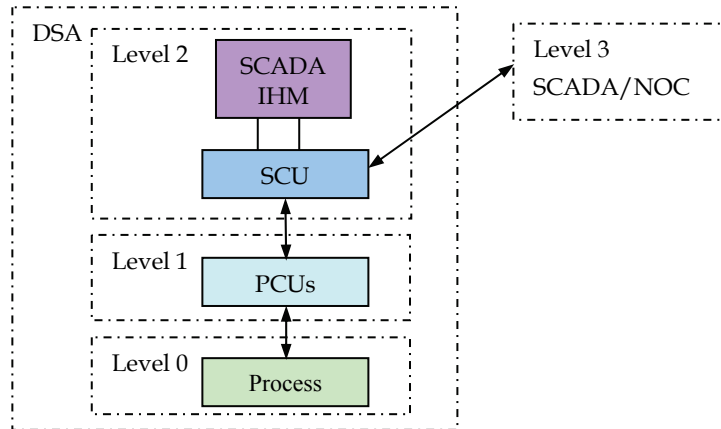 DSA
Level 2
SCADA
IHM
SCU
Level 3
SCADA/NOC
Level 1
PCUs
Level 0
Process